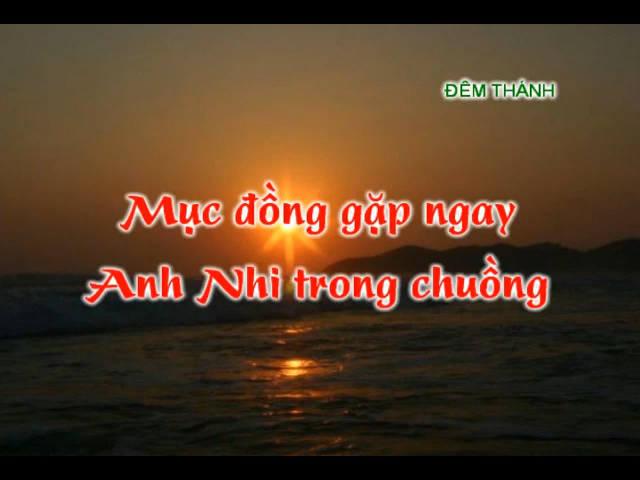 ĐÊM THÁNH
Mục đồng gặp ngay
Anh Nhi trong chuồng